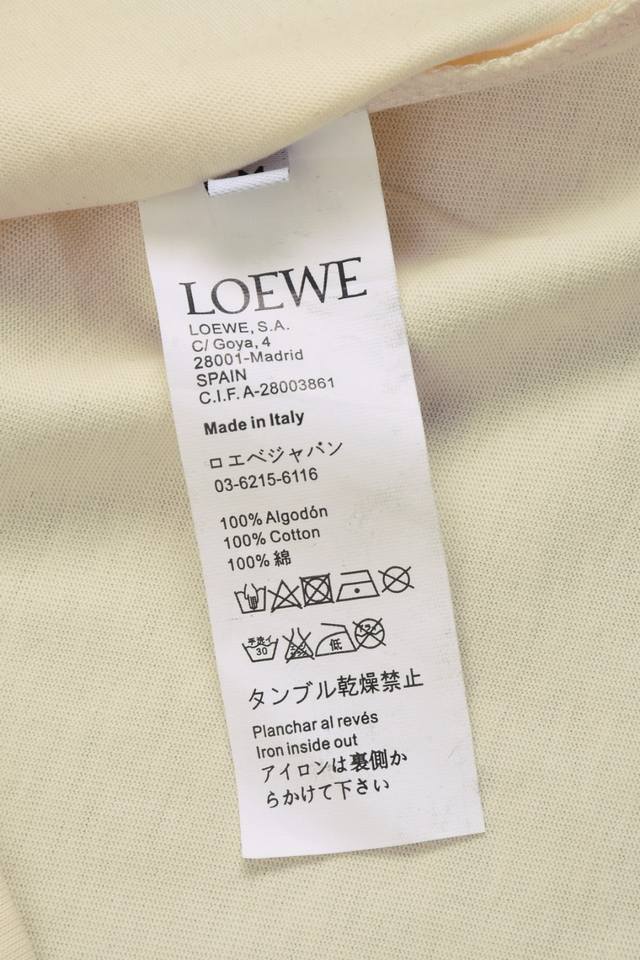 M
LOEWE
LOEWE, S.A.
C/ Goya, 4
28001-Madrid
SPAIN
C.I.F. A-28003861
Made in Italy
ロエベジャパン
03-6215-6116
100% Algodón
100% Cotton
100% 綿
手洗イ
30
低
タンブル乾燥禁止
Planchar al revés
Iron inside out
アイロンは裏側か
らかけて下さい